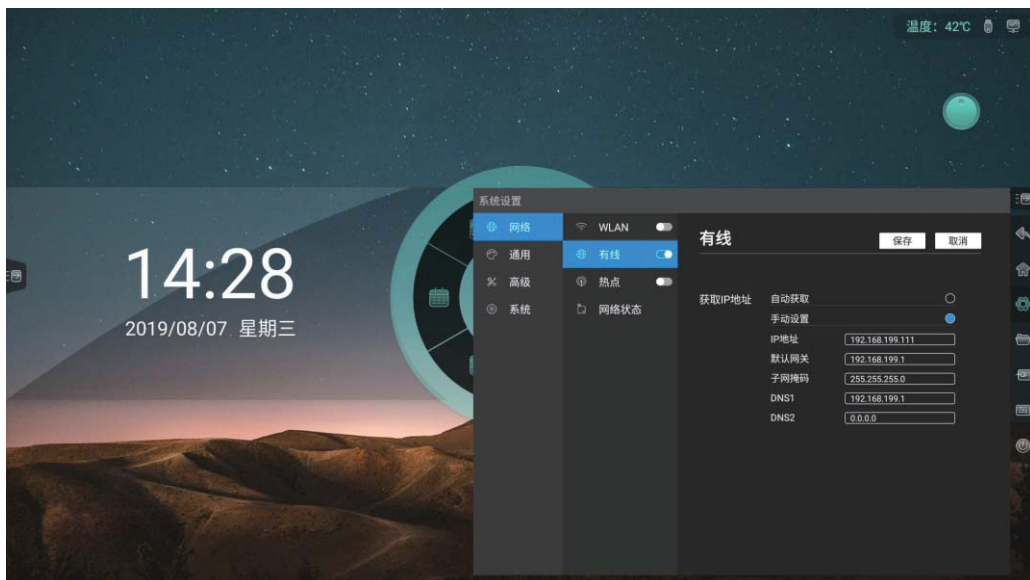 温度：42℃
14:28
2019/08/07 星期三
系统设置
网络
通用
高级
系统
WLAN
有线
热点
网络状态
有线
保存 取消
获取IP地址 自动获取
手动设置
IP地址 192.168.199.111
默认网关 192.168.199.1
子网掩码 255.255.255.0
DNS1 192.168.199.1
DNS2 0.0.0.0